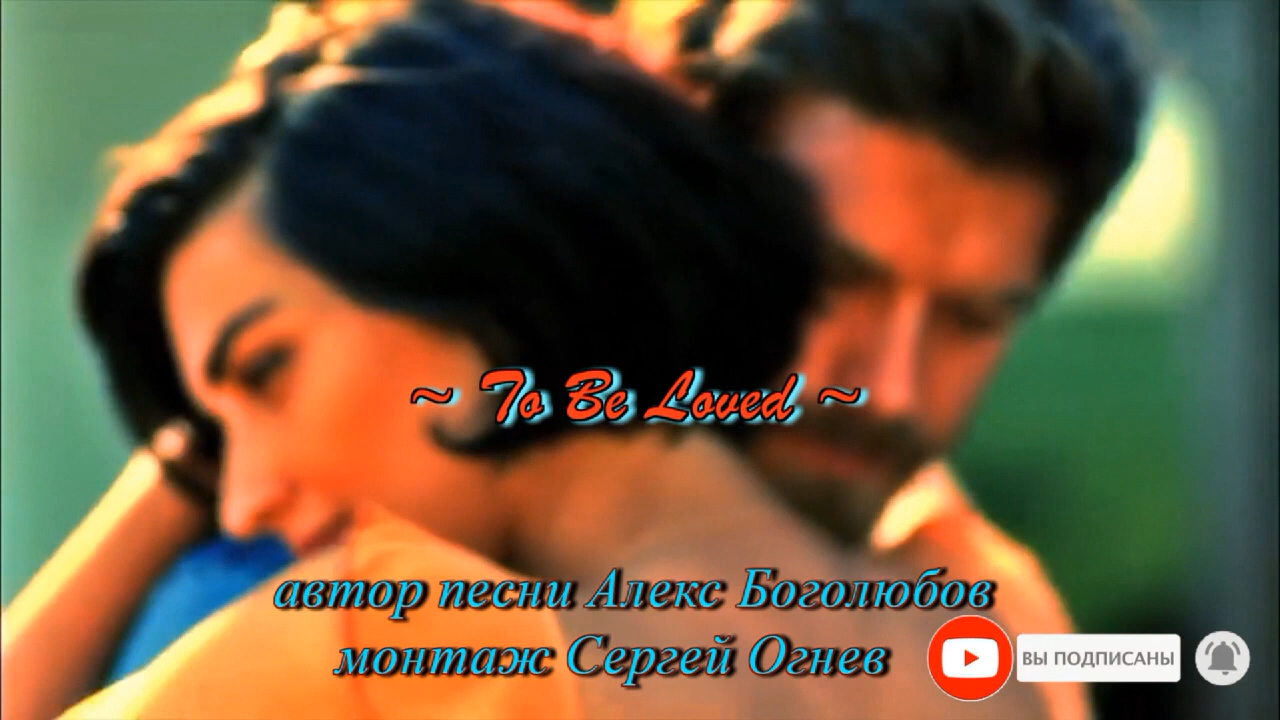 ~ To Be Loved ~
автор песни Алекс Боголюбов
монтаж Сергей Огнев
ВЫ ПОДПИСАНЫ